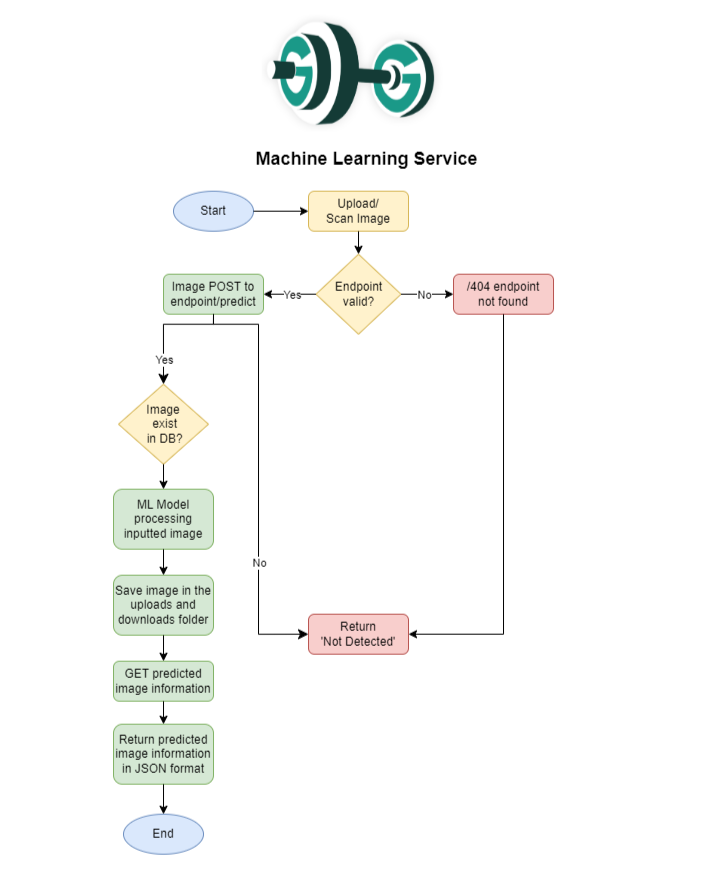 G G
Machine Learning Service
Start
Upload/
Scan Image
Endpoint
valid?
Yes
No
Image POST to
endpoint/predict
/404 endpoint
not found
Yes
Image
exist
in DB?
ML Model
processing
inputted image
No
Save image in the
uploads and
downloads folder
Return
'Not Detected'
GET predicted
image information
Return predicted
image information
in JSON format
End